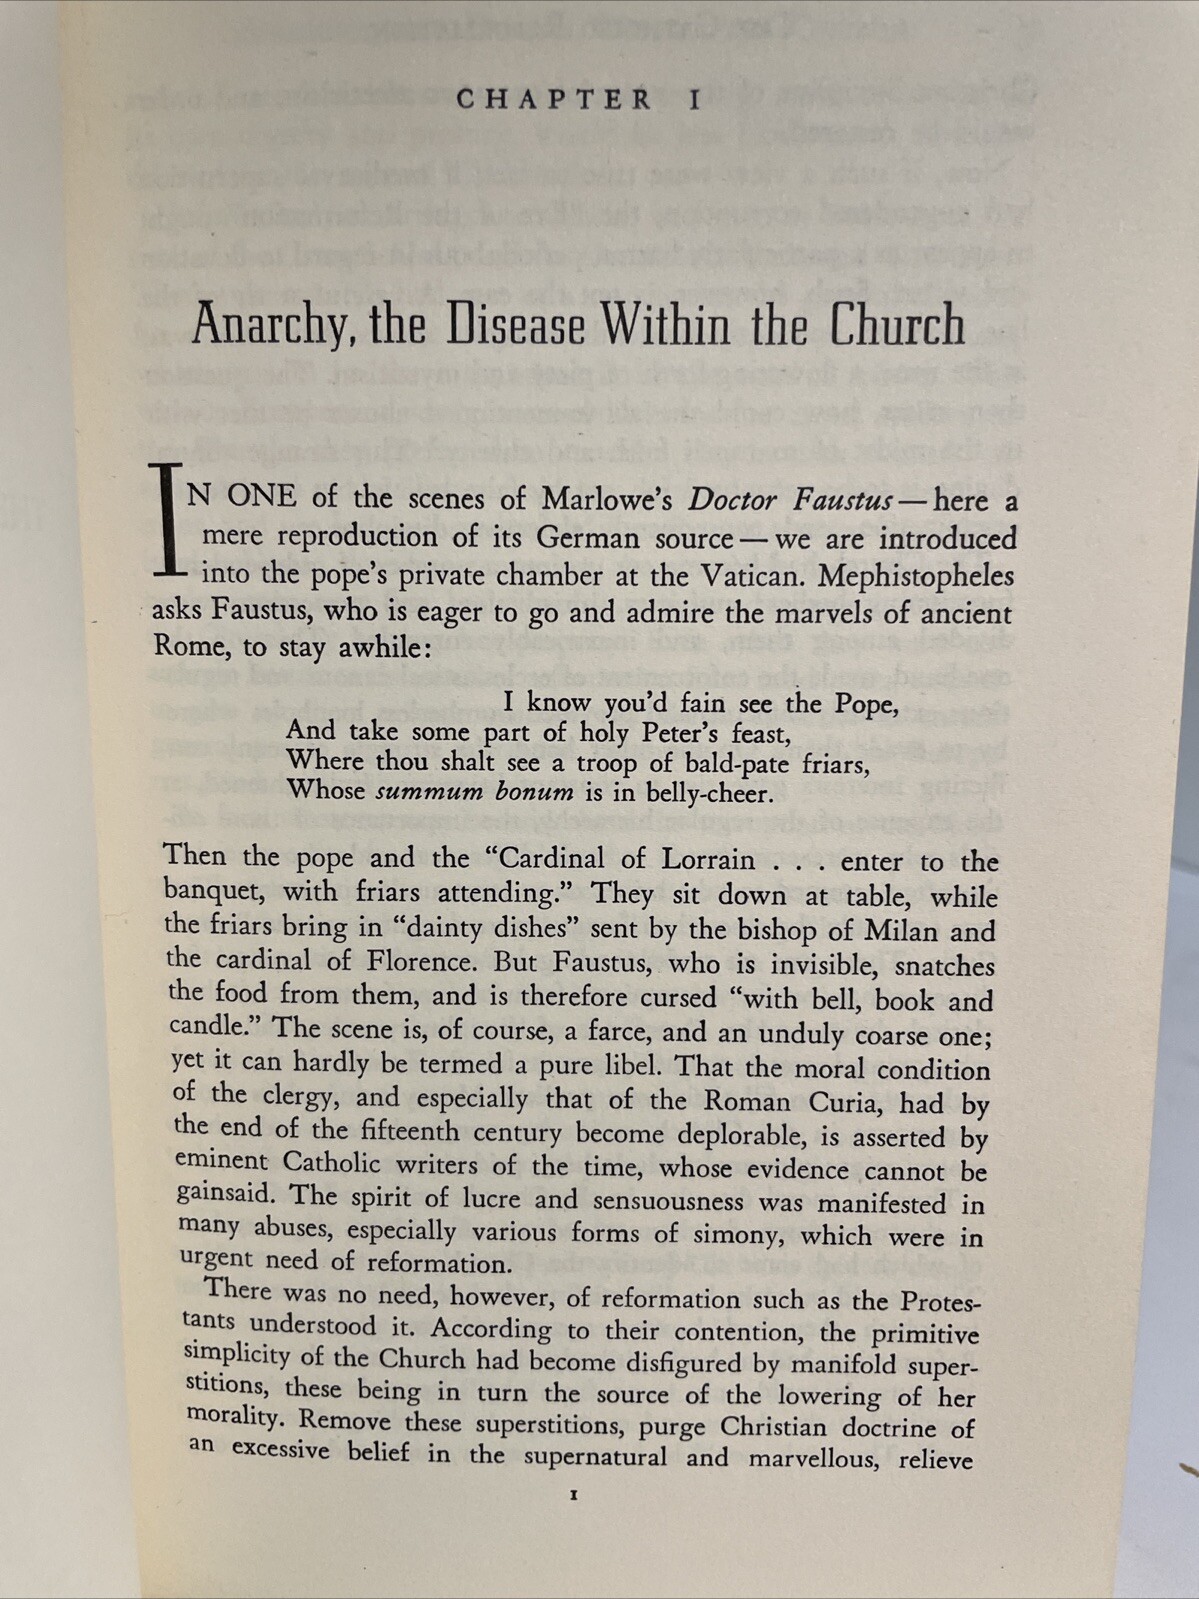 CHAPTER I
Anarchy, the Disease Within the Church
IN ONE of the scenes of Marlowe's Doctor Faustus — here a
mere reproduction of its German source — we are introduced
into the pope's private chamber at the Vatican. Mephistopheles
asks Faustus, who is eager to go and admire the marvels of ancient
Rome, to stay awhile:
I know you'd fain see the Pope,
And take some part of holy Peter's feast,
Where thou shalt see a troop of bald-pate friars,
Whose summum bonum is in belly-cheer.
Then the pope and the “Cardinal of Lorrain . . . enter to the
banquet, with friars attending.” They sit down at table, while
the friars bring in “dainty dishes” sent by the bishop of Milan and
the cardinal of Florence. But Faustus, who is invisible, snatches
the food from them, and is therefore cursed “with bell, book and
candle.” The scene is, of course, a farce, and an unduly coarse one;
yet it can hardly be termed a pure libel. That the moral condition
of the clergy, and especially that of the Roman Curia, had by
the end of the fifteenth century become deplorable, is asserted by
eminent Catholic writers of the time, whose evidence cannot be
gainsaid. The spirit of lucre and sensuousness was manifested in
many abuses, especially various forms of simony, which were in
urgent need of reformation.
There was no need, however, of reformation such as the Protes-
tants understood it. According to their contention, the primitive
simplicity of the Church had become disfigured by manifold super-
stitions, these being in turn the source of the lowering of her
morality. Remove these superstitions, purge Christian doctrine of
an excessive belief in the supernatural and marvellous, relieve
1